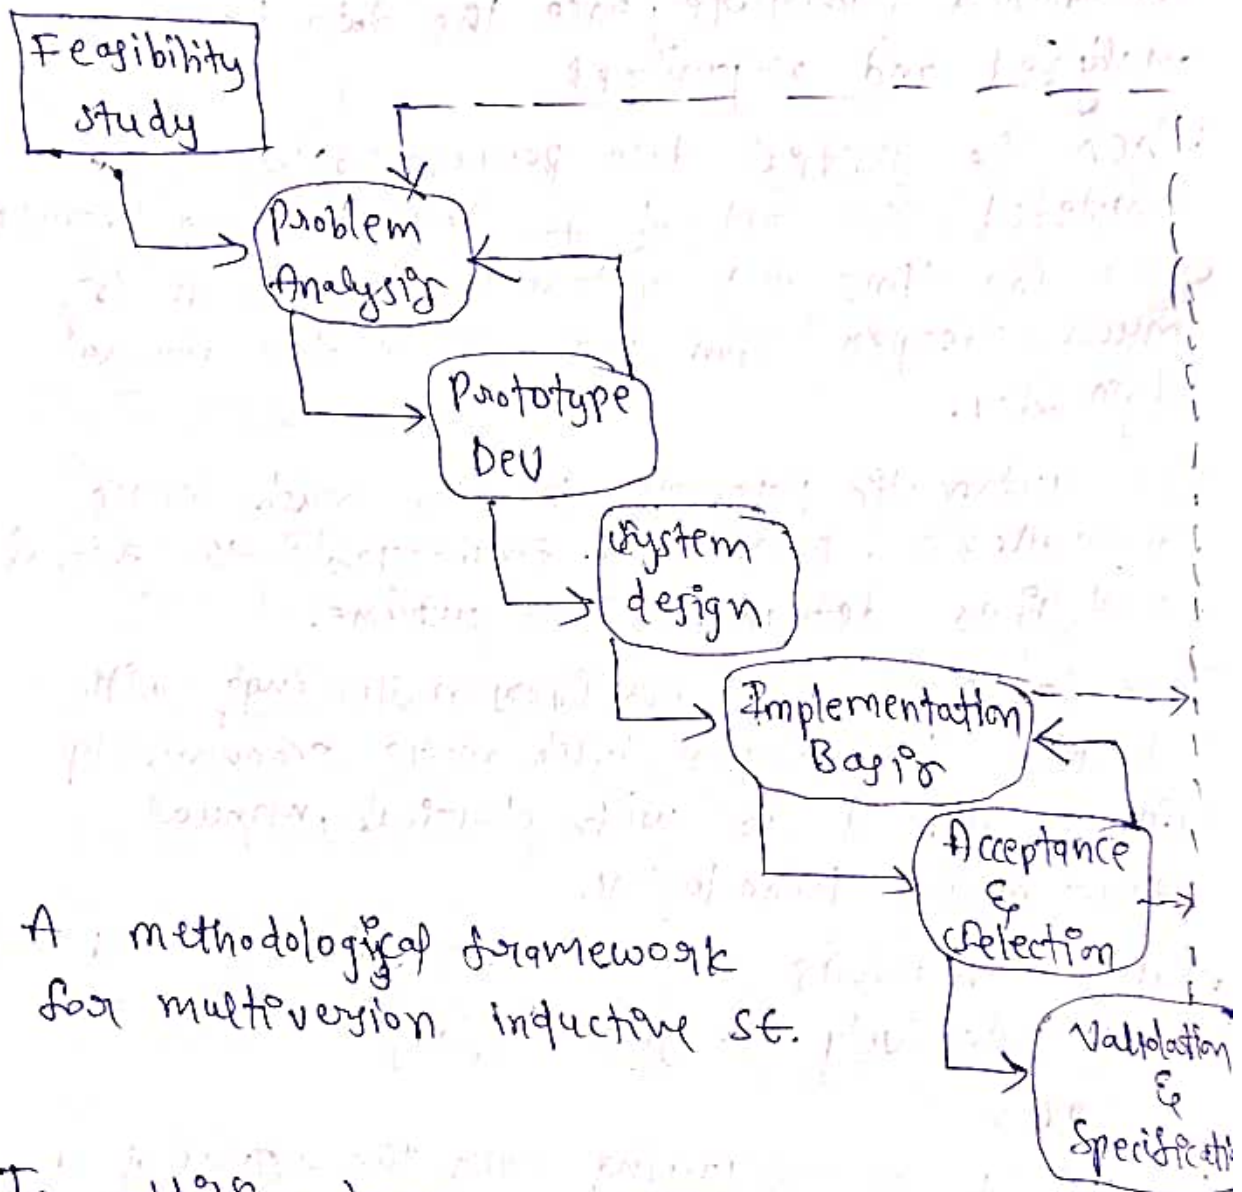 Feasibility
study
Problem
Analysis
Prototype
Dev
System
design
Implementation
Basis
Acceptance
&
Selection
A methodological framework
for multiversion inductive SE.
Validation
&
Specificati